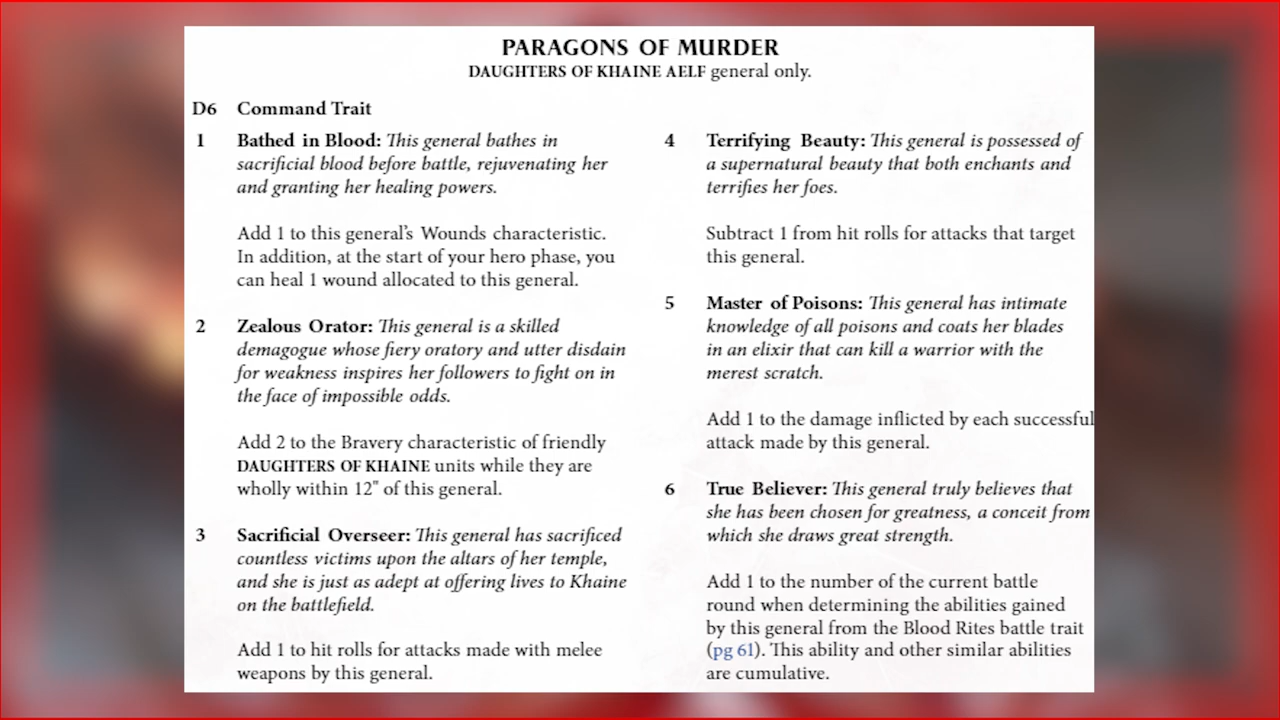 PARAGONS OF MURDER
DAUGHTERS OF KHAINE AELF general only.
D6 Command Trait
1 Bathed in Blood: This general bathes in
sacrificial blood before battle, rejuvenating her
and granting her healing powers.
Add 1 to this general's Wounds characteristic.
In addition, at the start of your hero phase, you
can heal 1 wound allocated to this general.
2 Zealous Orator: This general is a skilled
demagogue whose fiery oratory and utter disdain
for weakness inspires her followers to fight on in
the face of impossible odds.
Add 2 to the Bravery characteristic of friendly
DAUGHTERS OF KHAINE units while they are
wholly within 12" of this general.
3 Sacrificial Overseer: This general has sacrificed
countless victims upon the altars of her temple,
and she is just as adept at offering lives to Khaine
on the battlefield.
Add 1 to hit rolls for attacks made with melee
weapons by this general.
4 Terrifying Beauty: This general is possessed of
a supernatural beauty that both enchants and
terrifies her foes.
Subtract 1 from hit rolls for attacks that target
this general.
5 Master of Poisons: This general has intimate
knowledge of all poisons and coats her blades
in an elixir that can kill a warrior with the
merest scratch.
Add 1 to the damage inflicted by each successful
attack made by this general.
6 True Believer: This general truly believes that
she has been chosen for greatness, a conceit from
which she draws great strength.
Add 1 to the number of the current battle
round when determining the abilities gained
by this general from the Blood Rites battle trait
(pg 61). This ability and other similar abilities
are cumulative.